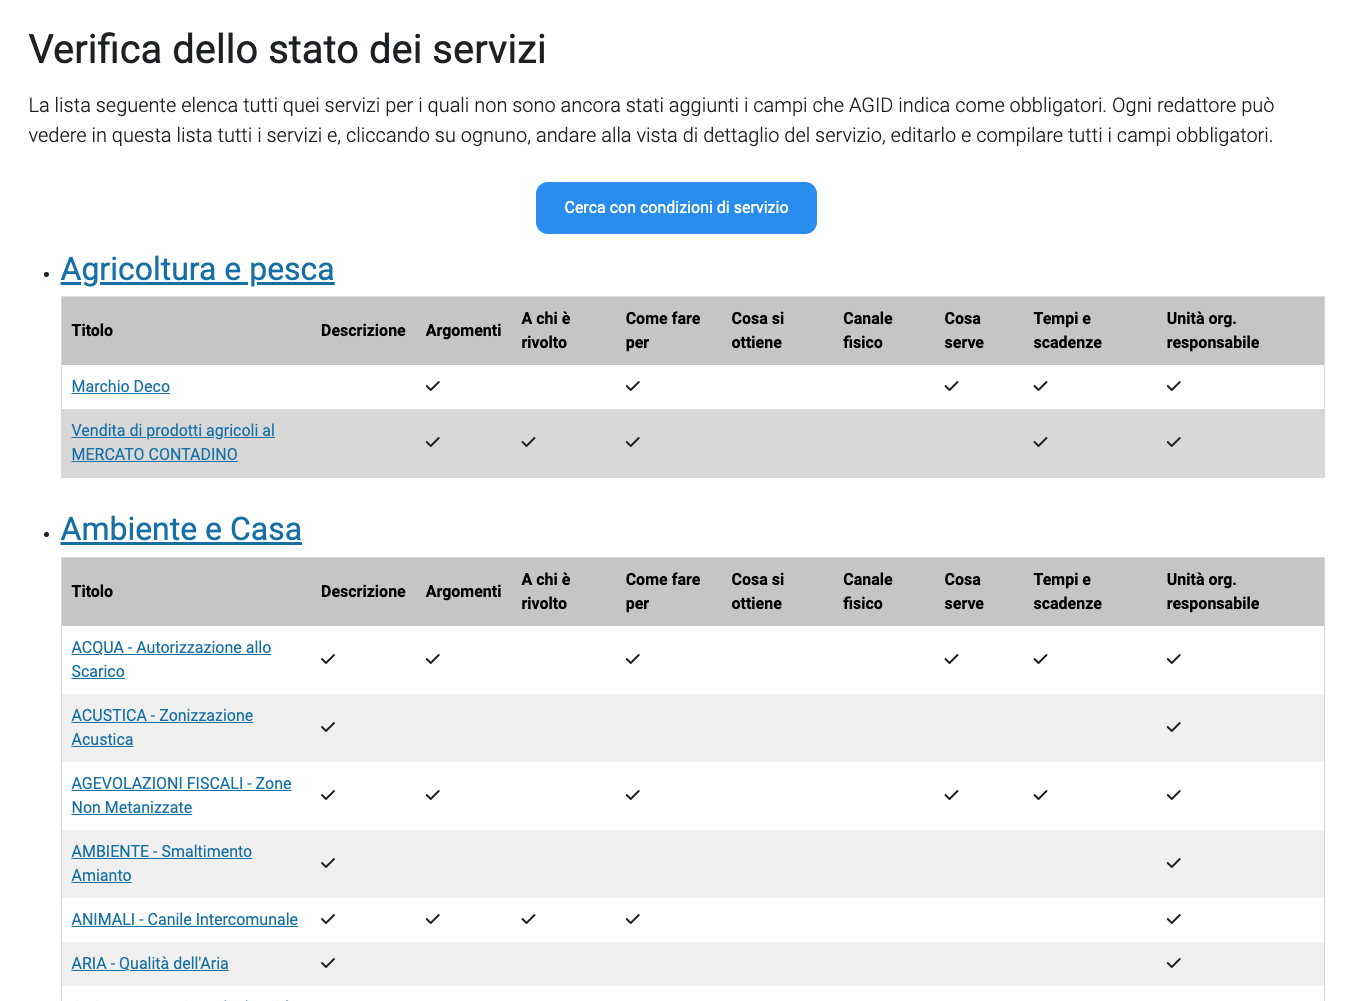 Verifica dello stato dei servizi
La lista seguente elenca tutti quei servizi per i quali non sono ancora stati aggiunti i campi che AGID indica come obbligatori. Ogni redattore può
vedere in questa lista tutti i servizi e, cliccando su ognuno, andare alla vista di dettaglio del servizio, editarlo e compilare tutti i campi obbligatori.
Cerca con condizioni di servizio
Agricoltura e pesca
Titolo Descrizione Argomenti A chi è rivolto Come fare per Cosa si ottiene Canale fisico Cosa serve Tempi e scadenze Unità org. responsabile
Marchio Deco
Vendita di prodotti agricoli al
MERCATO CONTADINO
Ambiente e Casa
Titolo Descrizione Argomenti A chi è rivolto Come fare per Cosa si ottiene Canale fisico Cosa serve Tempi e scadenze Unità org. responsabile
ACQUA - Autorizzazione allo
Scarico
ACUSTICA - Zonizzazione
Acustica
AGEVOLAZIONI FISCALI - Zone
Non Metanizzate
AMBIENTE - Smaltimento
Amianto
ANIMALI - Canile Intercomunale
ARIA - Qualità dell'Aria